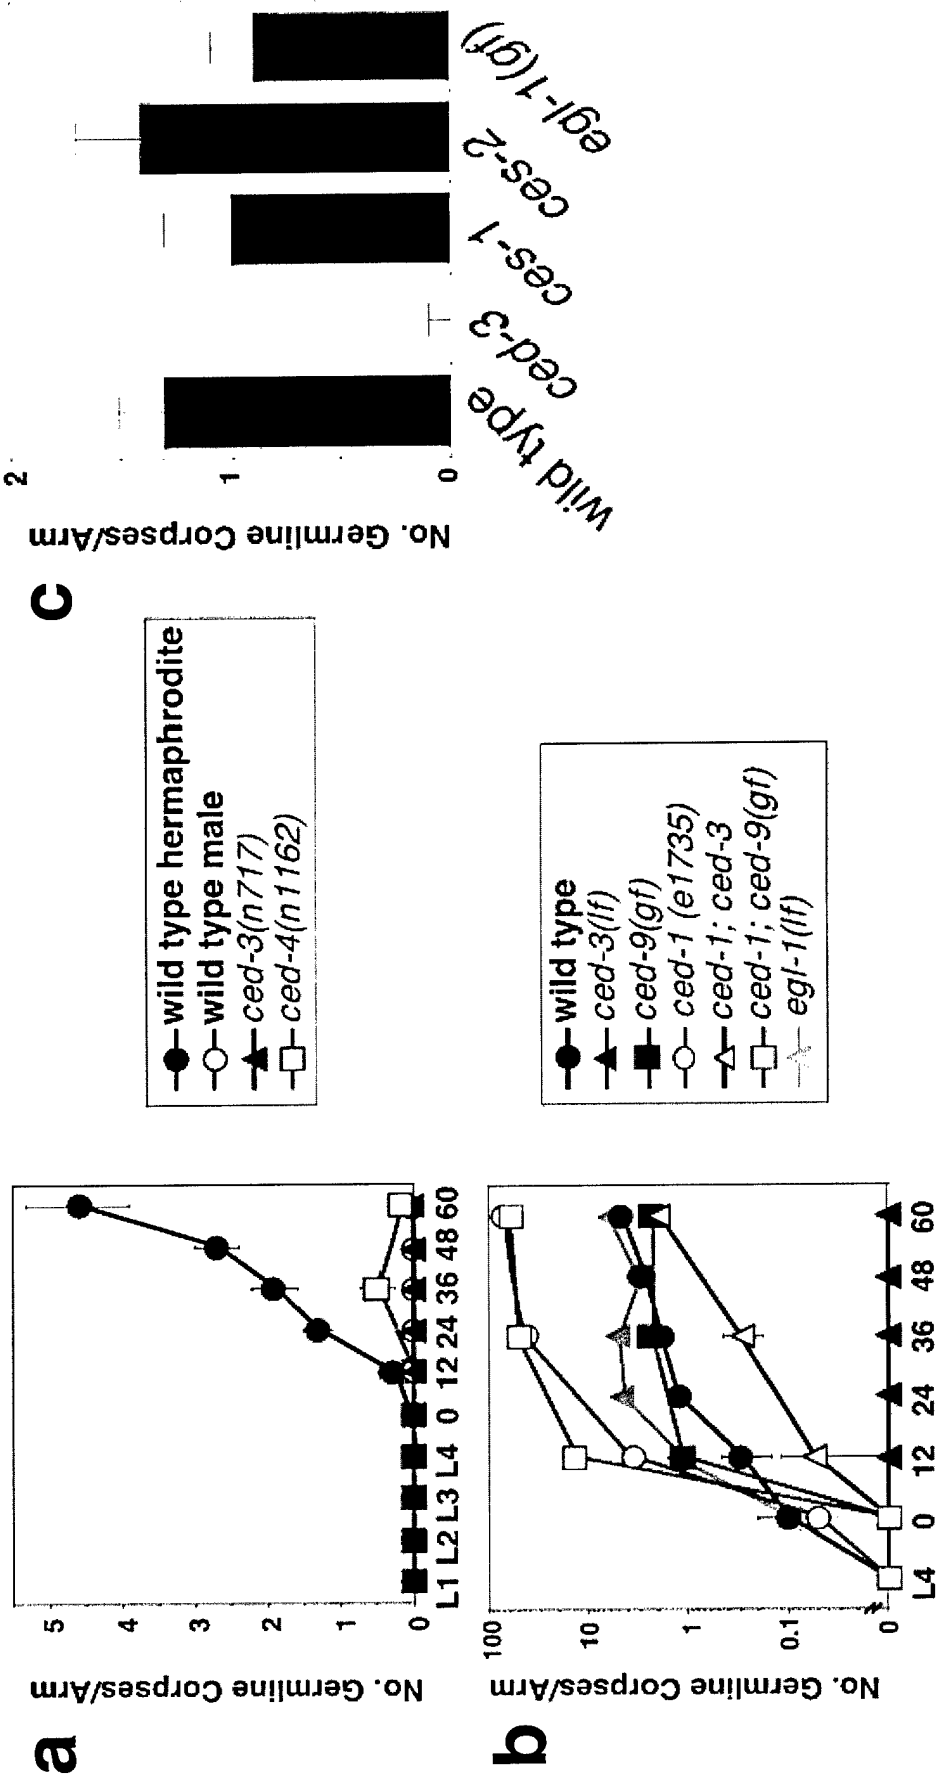 a
No. Germline Corpses/Arm
5
4
3
2
1
0
L1 L2 L3 L4 0 12 24 36 48 60
wild type hermaphrodite
wild type male
ced-3(n717)
ced-4(n1162)
b
No. Germline Corpses/Arm
100
10
1
0.1
0
L4 0 12 24 36 48 60
wild type
ced-3(lf)
ced-9(gf)
ced-1 (e1735)
ced-1; ced-3
ced-1; ced-9(gf)
egl-1(lf)
c
No. Germline Corpses/Arm
2
1
0
wild type
ced-3
ces-1
ces-2
egl-1(gf)